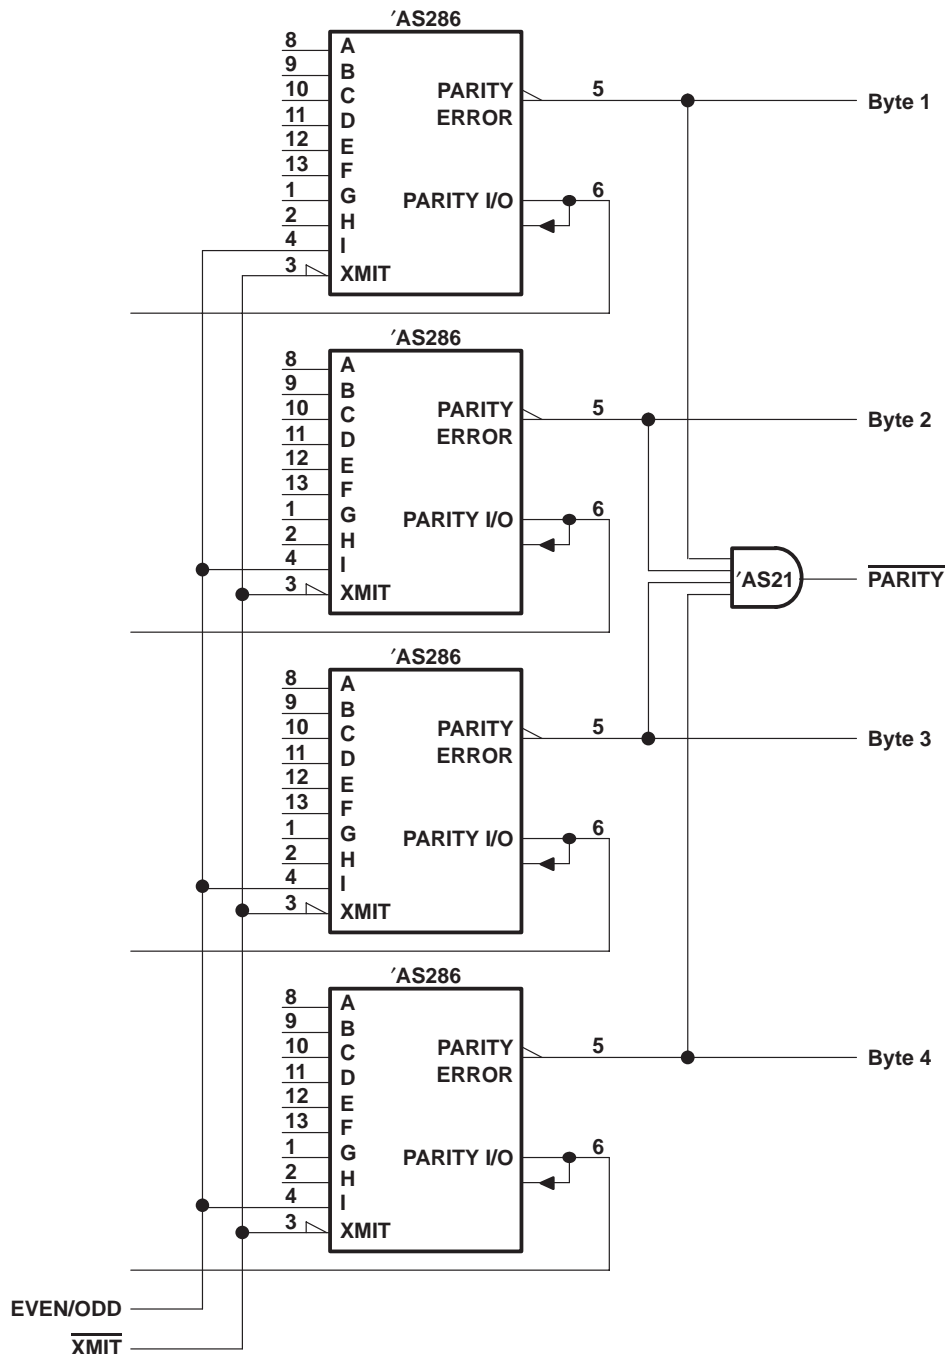 ′AS286
8 A
9 B
10 C
11 D
12 E
13 F
1 G
2 H
4 I
3 XMIT
PARITY
ERROR
5
Byte 1
PARITY I/O
6
′AS286
8 A
9 B
10 C
11 D
12 E
13 F
1 G
2 H
4 I
3 XMIT
PARITY
ERROR
5
Byte 2
PARITY I/O
6
′AS21
PARITY
′AS286
8 A
9 B
10 C
11 D
12 E
13 F
1 G
2 H
4 I
3 XMIT
PARITY
ERROR
5
Byte 3
PARITY I/O
6
′AS286
8 A
9 B
10 C
11 D
12 E
13 F
1 G
2 H
4 I
3 XMIT
PARITY
ERROR
5
Byte 4
PARITY I/O
6
EVEN/ODD
XMIT